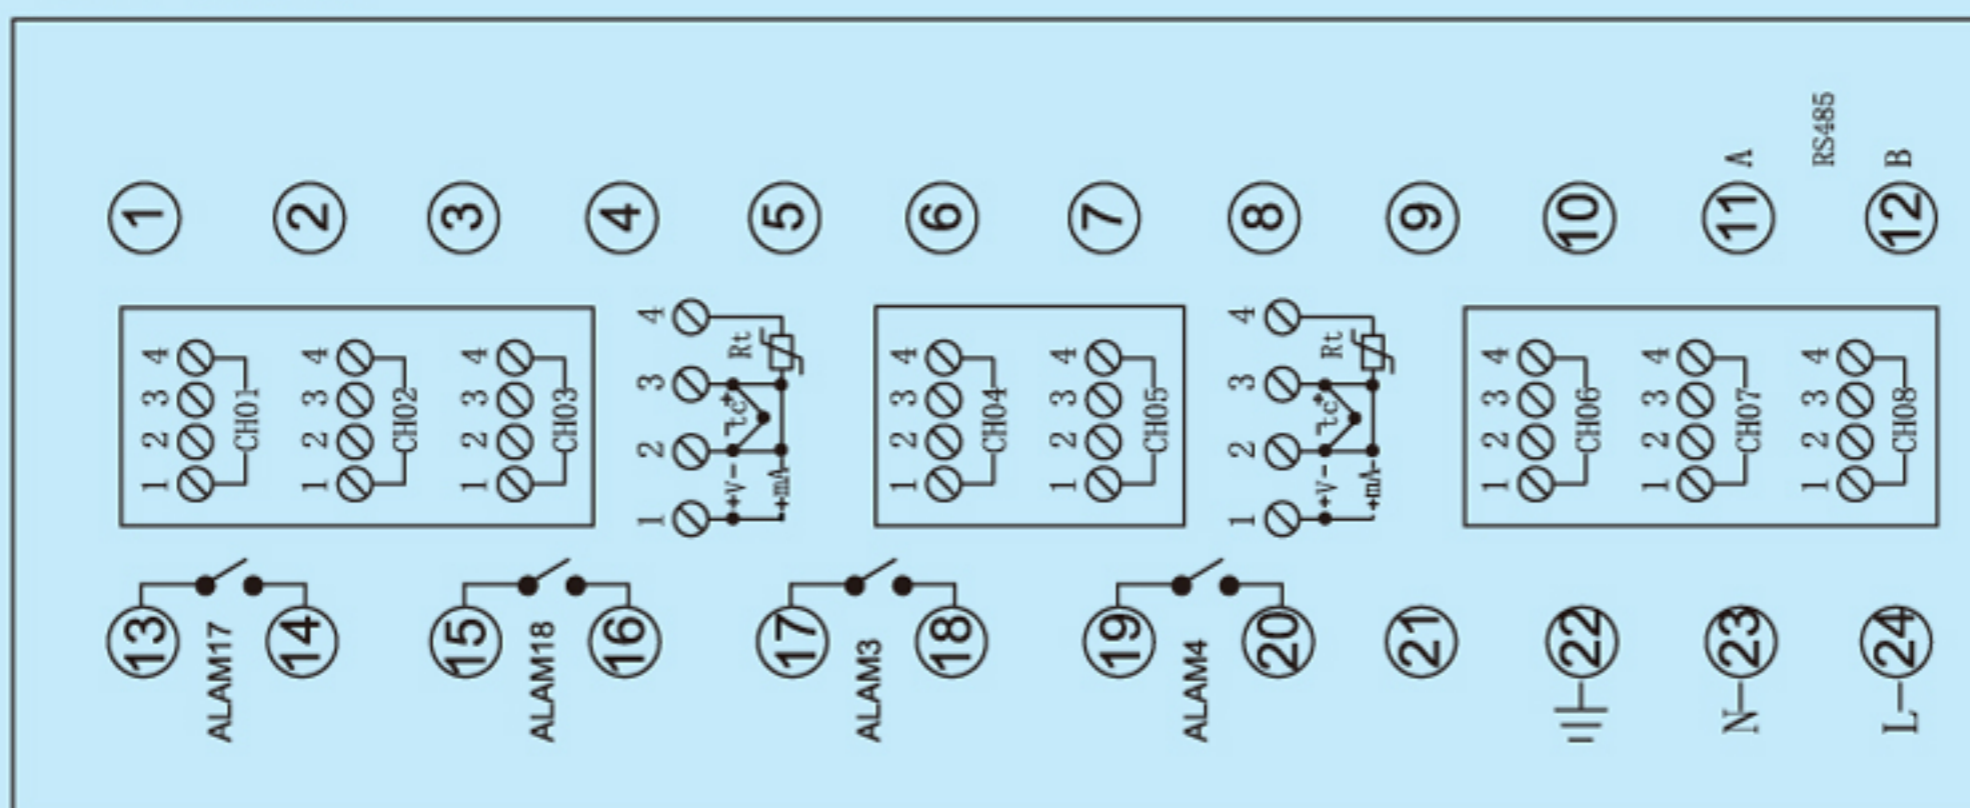 1 2 3 4 5 6 7 8 9 10 11 A
RS485
12 B
1 2 3 4
CH01
1 2 3 4
CH02
1 2 3 4
CH03
1 2 3 4
+V-
-tc+
Rt
+mA-
1 2 3 4
CH04
1 2 3 4
CH05
1 2 3 4
+V-
-tc+
Rt
+mA-
1 2 3 4
CH06
1 2 3 4
CH07
1 2 3 4
CH08
13
ALAM17
14
15
ALAM18
16
17
ALAM3
18
19
ALAM4
20
21
22
N 23
L 24